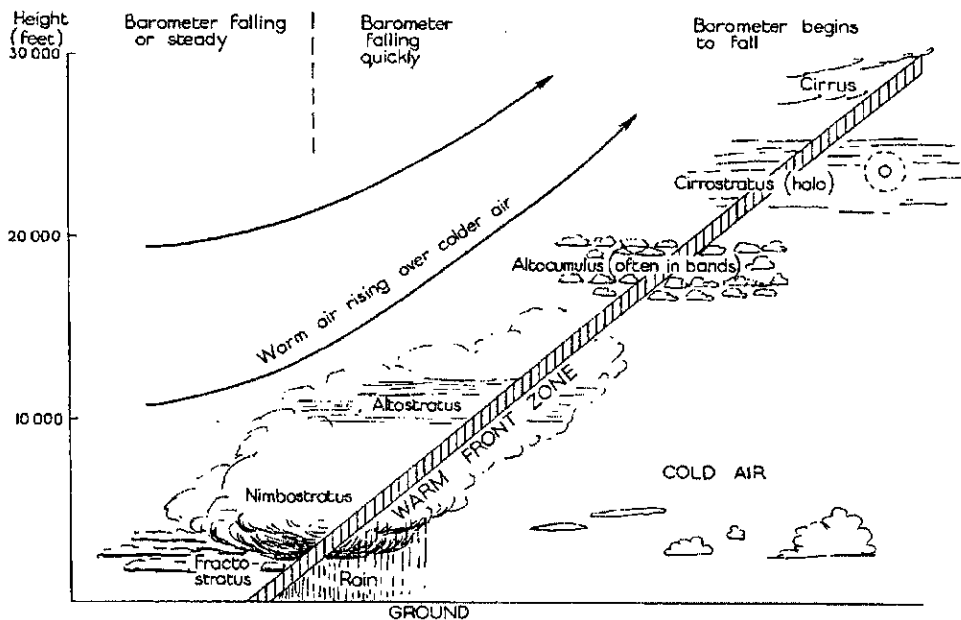 Height
(feet)
Barometer falling
or steady
Barometer
falling
quickly
Barometer begins
to fall
30 000
Cirrus
Cirrostratus (halo)
20 000
Altocumulus (often in bands)
Warm air rising over colder air
10 000
Altostratus
WARM FRONT ZONE
COLD AIR
Nimbostratus
Fracto-
stratus
Rain
GROUND